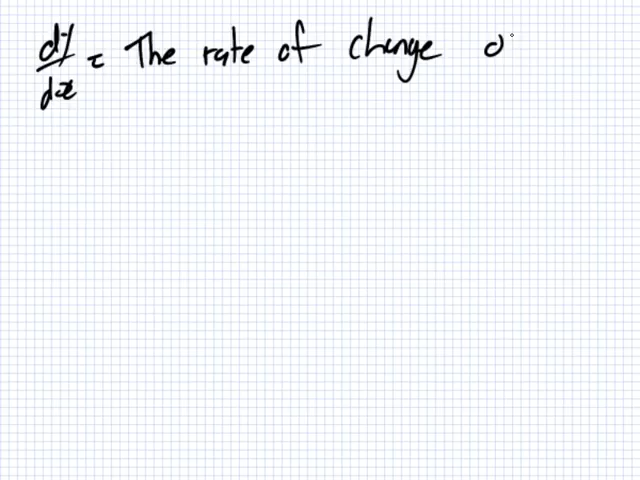 dy/dx = The rate of change o